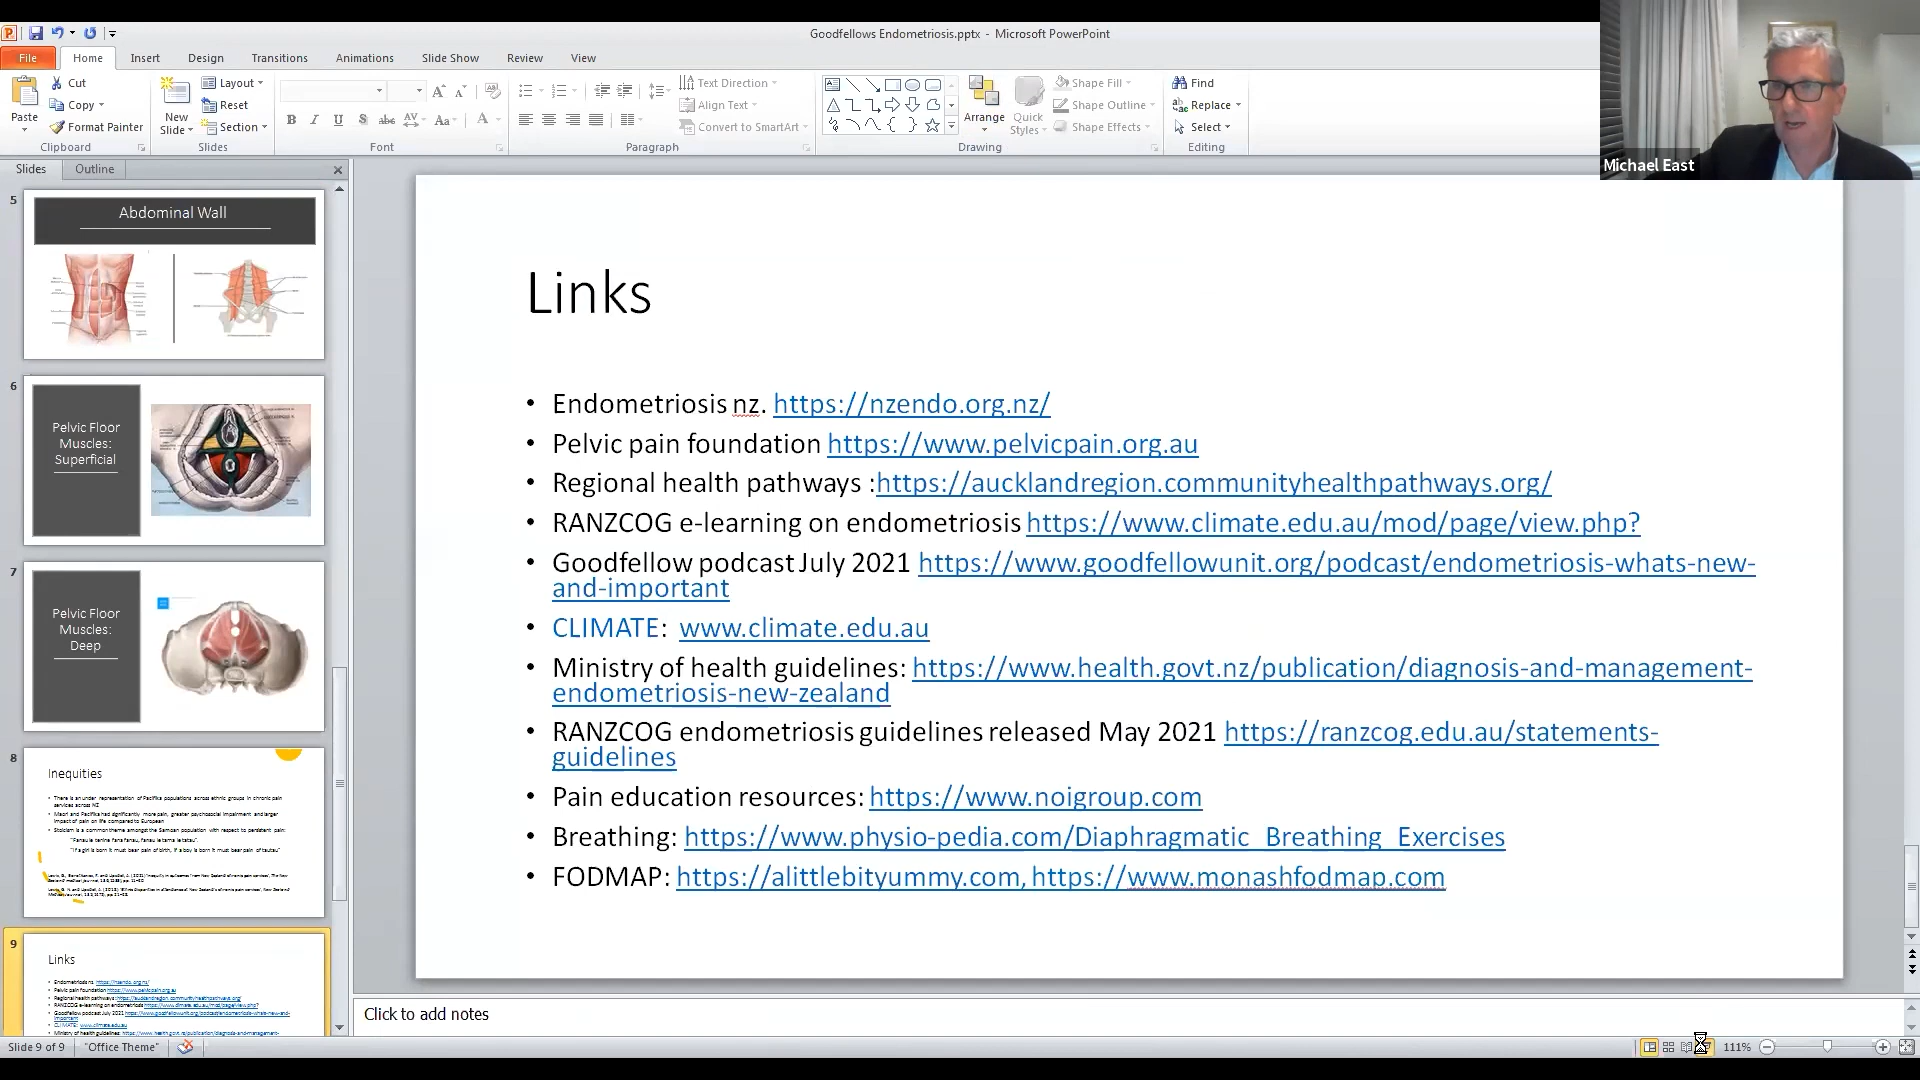 Goodfellows Endometriosis.pptx - Microsoft PowerPoint
File Home Insert Design Transitions Animations Slide Show Review View
Cut
Copy
Format Painter
Paste
Clipboard
New
Slide
Layout
Reset
Section
Slides
Font
Text Direction
Align Text
Convert to SmartArt
Paragraph
Arrange
Quick
Styles
Shape Fill
Shape Outline
Shape Effects
Drawing
Find
Replace
Select
Editing
Michael East
Slides Outline
5
Abdominal Wall
6
Pelvic Floor
Muscles:
Superficial
7
Pelvic Floor
Muscles:
Deep
8
Inequities
9
Links
Links
• Endometriosis nz. https://nzendo.org.nz/
• Pelvic pain foundation https://www.pelvicpain.org.au
• Regional health pathways :https://aucklandregion.communityhealthpathways.org/
• RANZCOG e-learning on endometriosis https://www.climate.edu.au/mod/page/view.php?
• Goodfellow podcast July 2021 https://www.goodfellowunit.org/podcast/endometriosis-whats-new-
and-important
• CLIMATE: www.climate.edu.au
• Ministry of health guidelines: https://www.health.govt.nz/publication/diagnosis-and-management-
endometriosis-new-zealand
• RANZCOG endometriosis guidelines released May 2021 https://ranzcog.edu.au/statements-
guidelines
• Pain education resources: https://www.noigroup.com
• Breathing: https://www.physio-pedia.com/Diaphragmatic_Breathing_Exercises
• FODMAP: https://alittlebityummy.com, https://www.monashfodmap.com
Click to add notes
Slide 9 of 9 "Office Theme"
111%